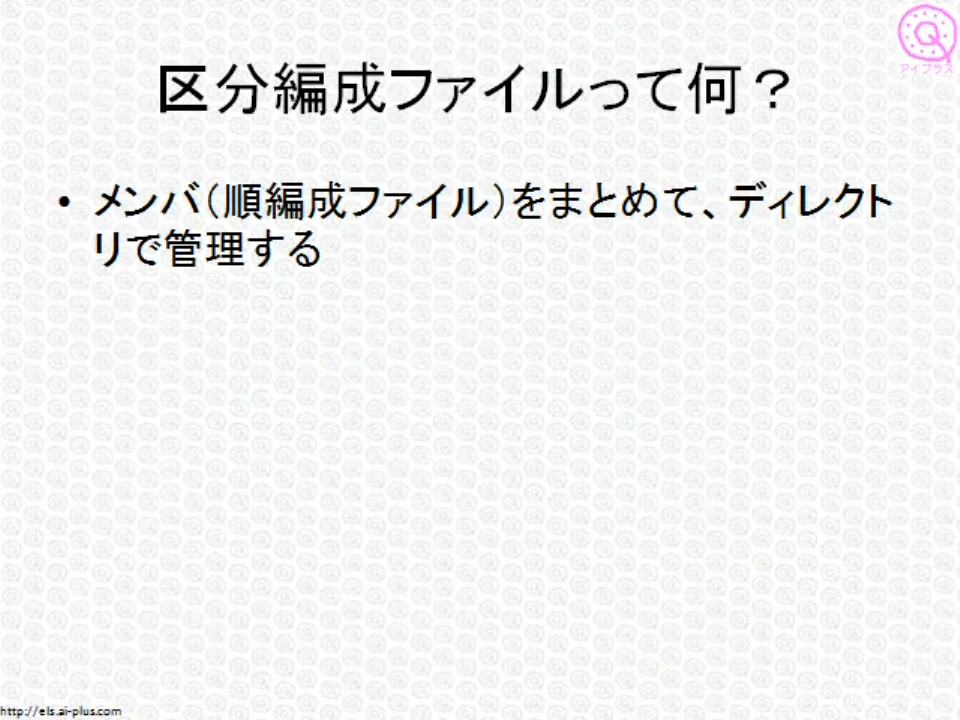 アイプラス
区分編成ファイルって何？
・メンバ（順編成ファイル）をまとめて、ディレクト
リで管理する
http://els.ai-plus.com